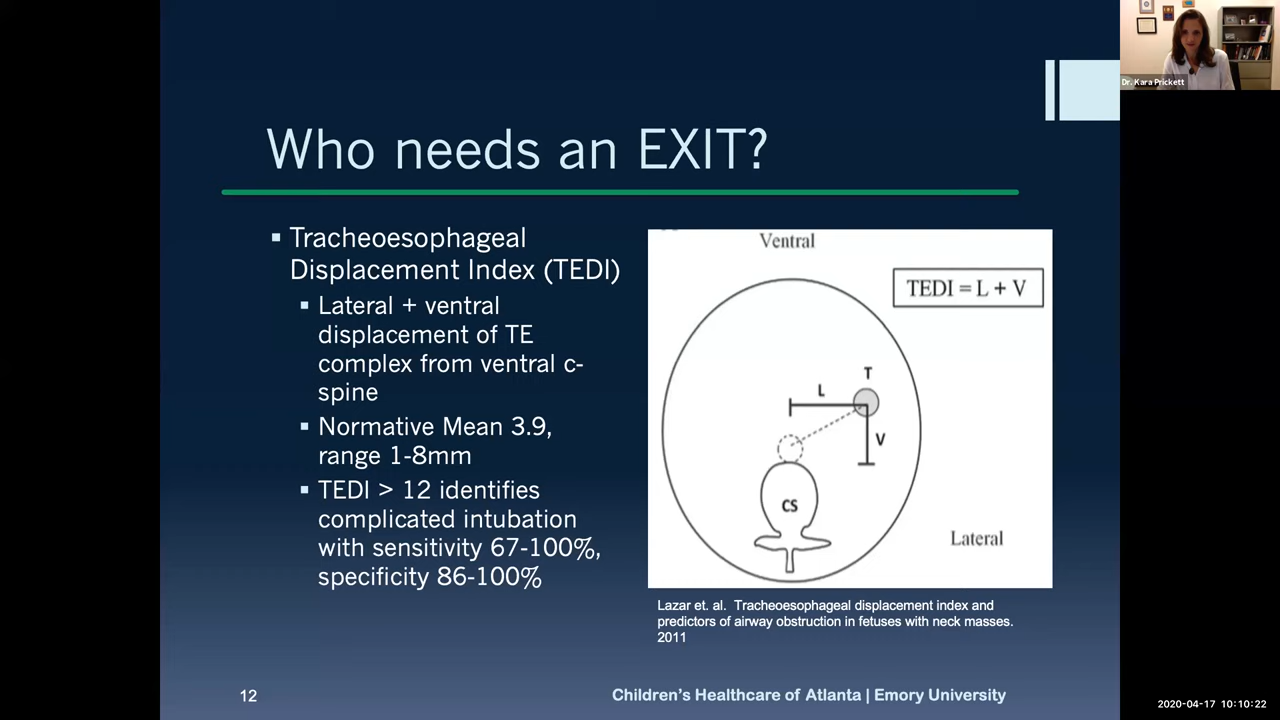 Who needs an EXIT?
▪ Tracheoesophageal
Displacement Index (TEDI)
▪ Lateral + ventral
displacement of TE
complex from ventral c-
spine
▪ Normative Mean 3.9,
range 1-8mm
▪ TEDI > 12 identifies
complicated intubation
with sensitivity 67-100%,
specificity 86-100%
Ventral
TEDI = L + V
T
L
V
CS
Lateral
Lazar et. al.  Tracheoesophageal displacement index and
predictors of airway obstruction in fetuses with neck masses.
2011
12
Children's Healthcare of Atlanta | Emory University
Dr. Kara Prickett
2020-04-17 10:10:22